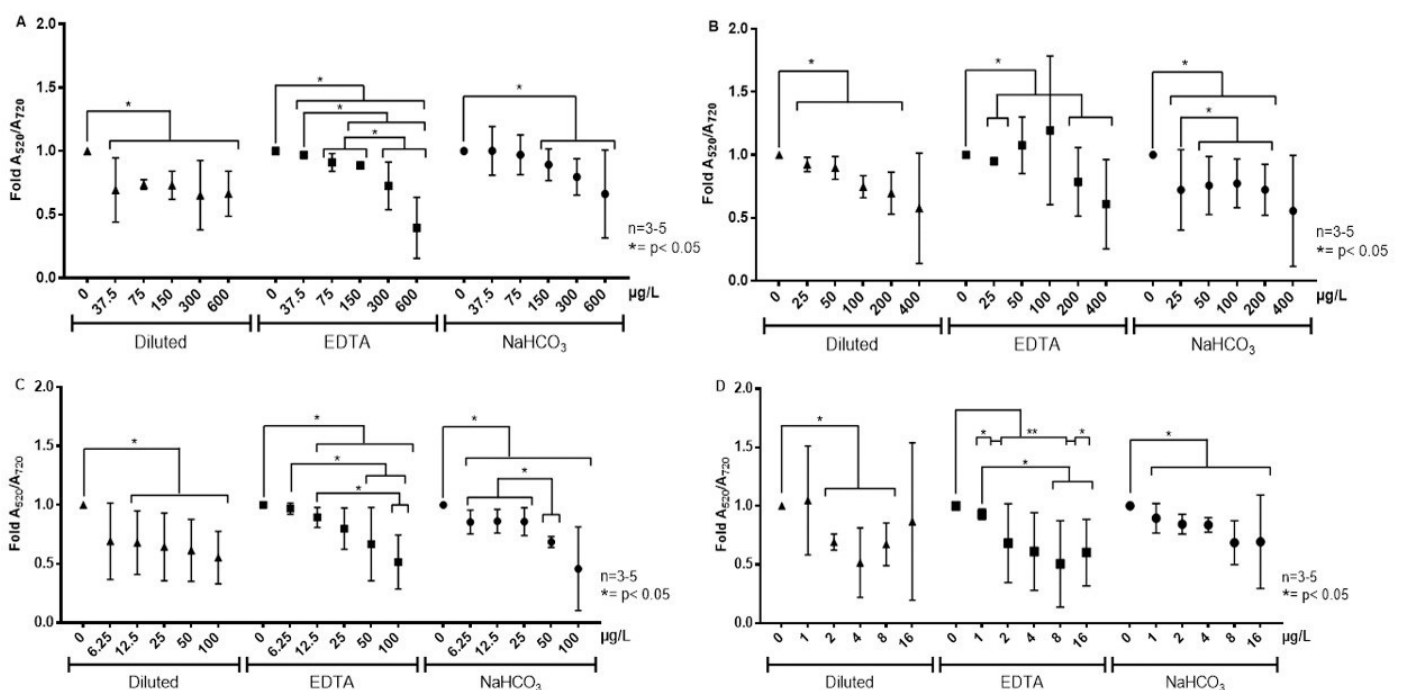 A
Fold A520/A720
2.0
1.5
1.0
0.5
0.0
*
*
*
*
*
n=3-5
*= p< 0.05
0 37.5 75 150 300 600 0 37.5 75 150 300 600 0 37.5 75 150 300 600 µg/L
Diluted EDTA NaHCO3
B
Fold A520/A720
2.0
1.5
1.0
0.5
0.0
*
*
*
*
n=3-5
*= p< 0.05
0 25 50 100 200 400 0 25 50 100 200 400 0 25 50 100 200 400 µg/L
Diluted EDTA NaHCO3
C
Fold A520/A720
2.0
1.5
1.0
0.5
0.0
*
*
*
*
*
*
n=3-5
*= p< 0.05
0 6.25 12.5 25 50 100 0 6.25 12.5 25 50 100 0 6.25 12.5 25 50 100 µg/L
Diluted EDTA NaHCO3
D
Fold A520/A720
2.0
1.5
1.0
0.5
0.0
*
* ** *
*
*
n=3-5
*= p< 0.05
0 1 2 4 8 16 0 1 2 4 8 16 0 1 2 4 8 16 µg/L
Diluted EDTA NaHCO3